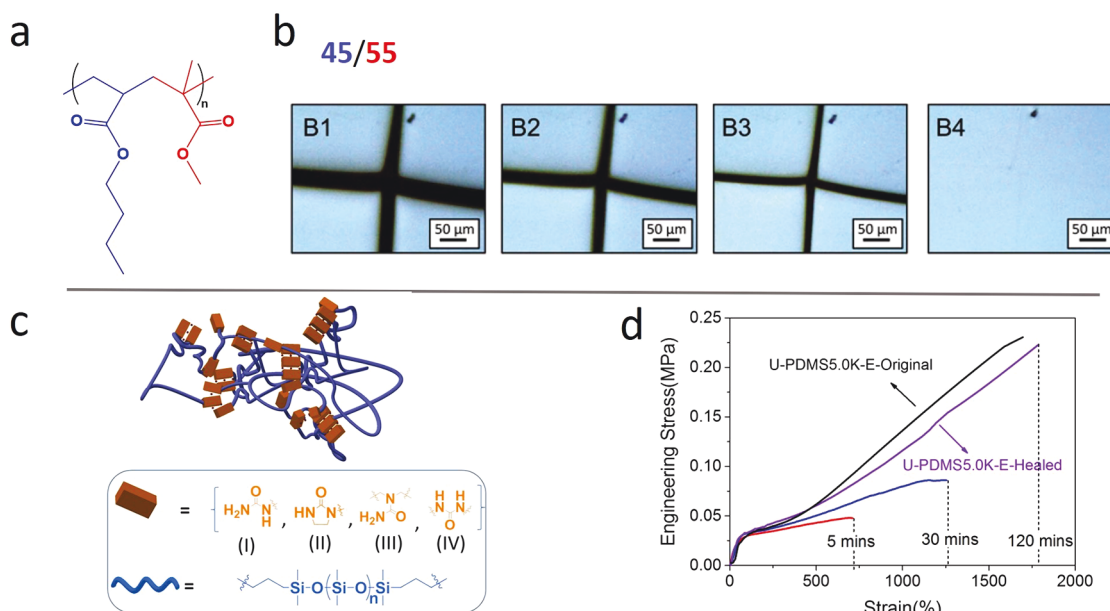 a
b
45/55
O
O
O
O
n
B1
B2
B3
B4
50 µm
50 µm
50 µm
50 µm
c
d
=
H₂N
O
N
H
,
HN
O
N
,
H₂N
N
O
,
H
N
H
N
O
(I)
(II)
(III)
(IV)
=
Si-O(Si-O)Si
n
0.25
0.20
0.15
0.10
0.05
0.00
Engineering Stress(MPa)
U-PDMS5.0K-E-Original
U-PDMS5.0K-E-Healed
5 mins
30 mins
120 mins
0
500
1000
1500
2000
Strain(%)